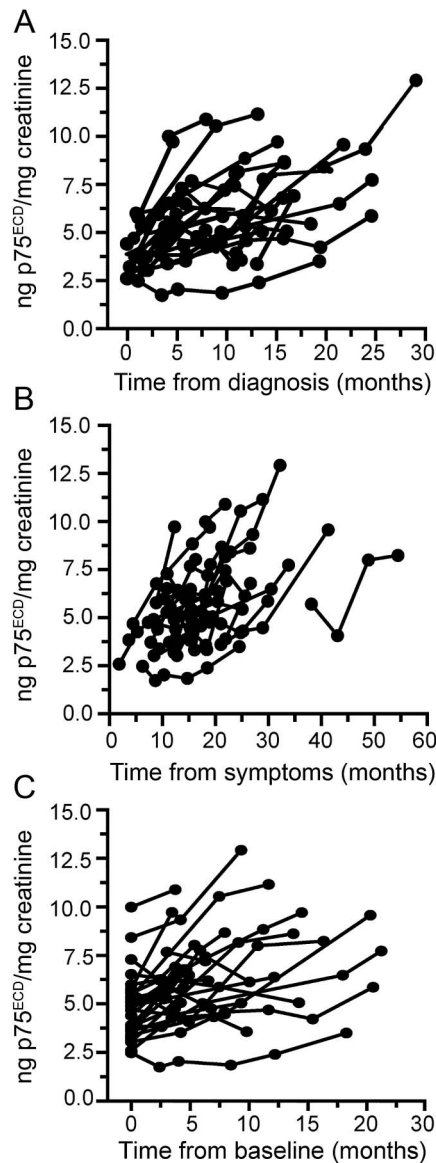 A
ng p75ECD/mg creatinine
15.0
12.5
10.0
7.5
5.0
2.5
0.0
0 5 10 15 20 25 30
Time from diagnosis (months)
B
ng p75ECD/mg creatinine
15.0
12.5
10.0
7.5
5.0
2.5
0.0
0 10 20 30 40 50 60
Time from symptoms (months)
C
ng p75ECD/mg creatinine
15.0
12.5
10.0
7.5
5.0
2.5
0.0
0 5 10 15 20 25 30
Time from baseline (months)